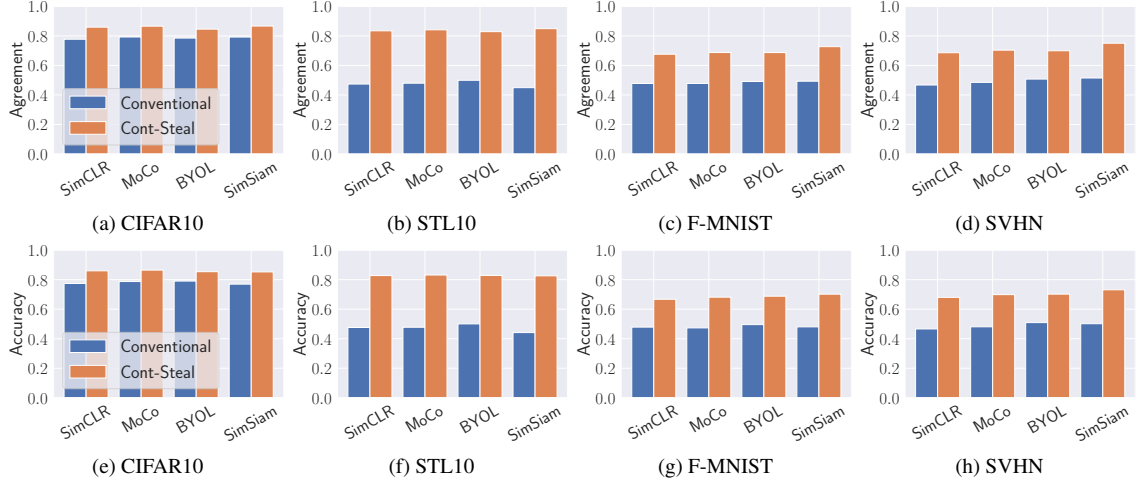 1.0
0.8
0.6
0.4
0.2
0.0
Agreement
Conventional
Cont-Steal
SimCLR
MoCo
BYOL
SimSiam
(a) CIFAR10
1.0
0.8
0.6
0.4
0.2
0.0
Agreement
SimCLR
MoCo
BYOL
SimSiam
(b) STL10
1.0
0.8
0.6
0.4
0.2
0.0
Agreement
SimCLR
MoCo
BYOL
SimSiam
(c) F-MNIST
1.0
0.8
0.6
0.4
0.2
0.0
Agreement
SimCLR
MoCo
BYOL
SimSiam
(d) SVHN
1.0
0.8
0.6
0.4
0.2
0.0
Accuracy
Conventional
Cont-Steal
SimCLR
MoCo
BYOL
SimSiam
(e) CIFAR10
1.0
0.8
0.6
0.4
0.2
0.0
Accuracy
SimCLR
MoCo
BYOL
SimSiam
(f) STL10
1.0
0.8
0.6
0.4
0.2
0.0
Accuracy
SimCLR
MoCo
BYOL
SimSiam
(g) F-MNIST
1.0
0.8
0.6
0.4
0.2
0.0
Accuracy
SimCLR
MoCo
BYOL
SimSiam
(h) SVHN